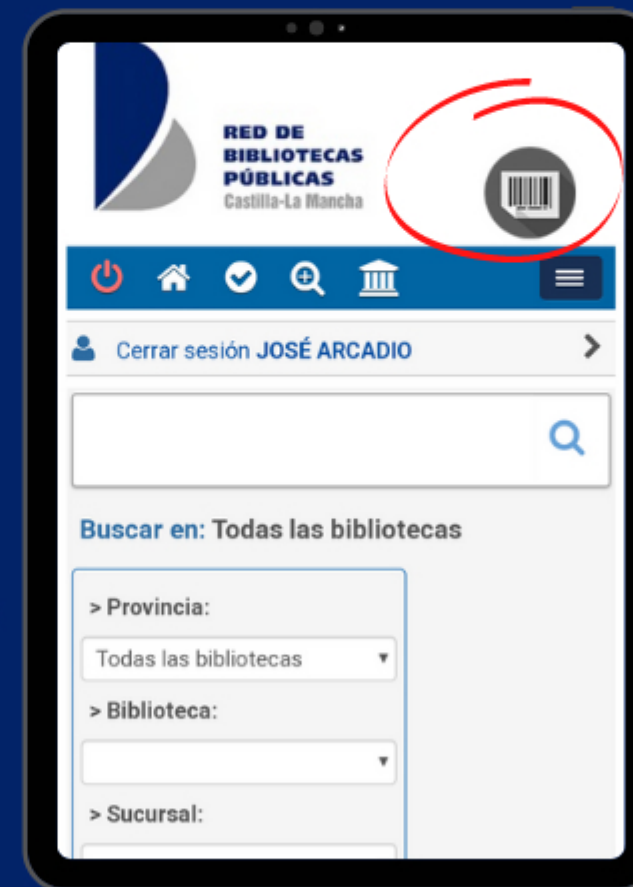 RED DE
BIBLIOTECAS
PÚBLICAS
Castilla-La Mancha
Cerrar sesión JOSÉ ARCADIO
Buscar en: Todas las bibliotecas
> Provincia:
Todas las bibliotecas
> Biblioteca:
> Sucursal: